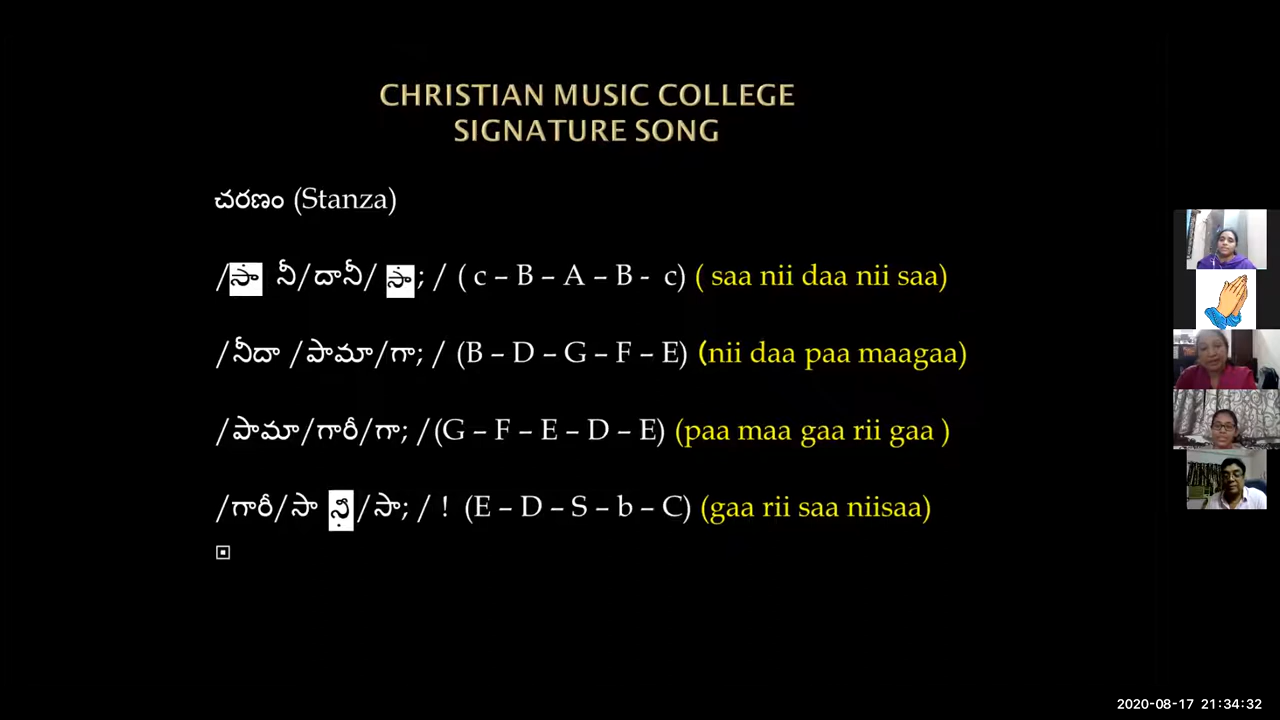 CHRISTIAN MUSIC COLLEGE
SIGNATURE SONG
చరణం (Stanza)
/సా̇ నీ/దానీ/ సా̇; / ( c – B – A – B - c) ( saa nii daa nii saa)
/నీదా /పామా/గా; / (B – D – G – F – E) (nii daa paa maagaa)
/పామా/గారీ/గా; /(G – F – E – D – E) (paa maa gaa rii gaa )
/గారీ/సా నీ̣/సా; / ! (E – D – S – b – C) (gaa rii saa niisaa)
2020-08-17 21:34:32